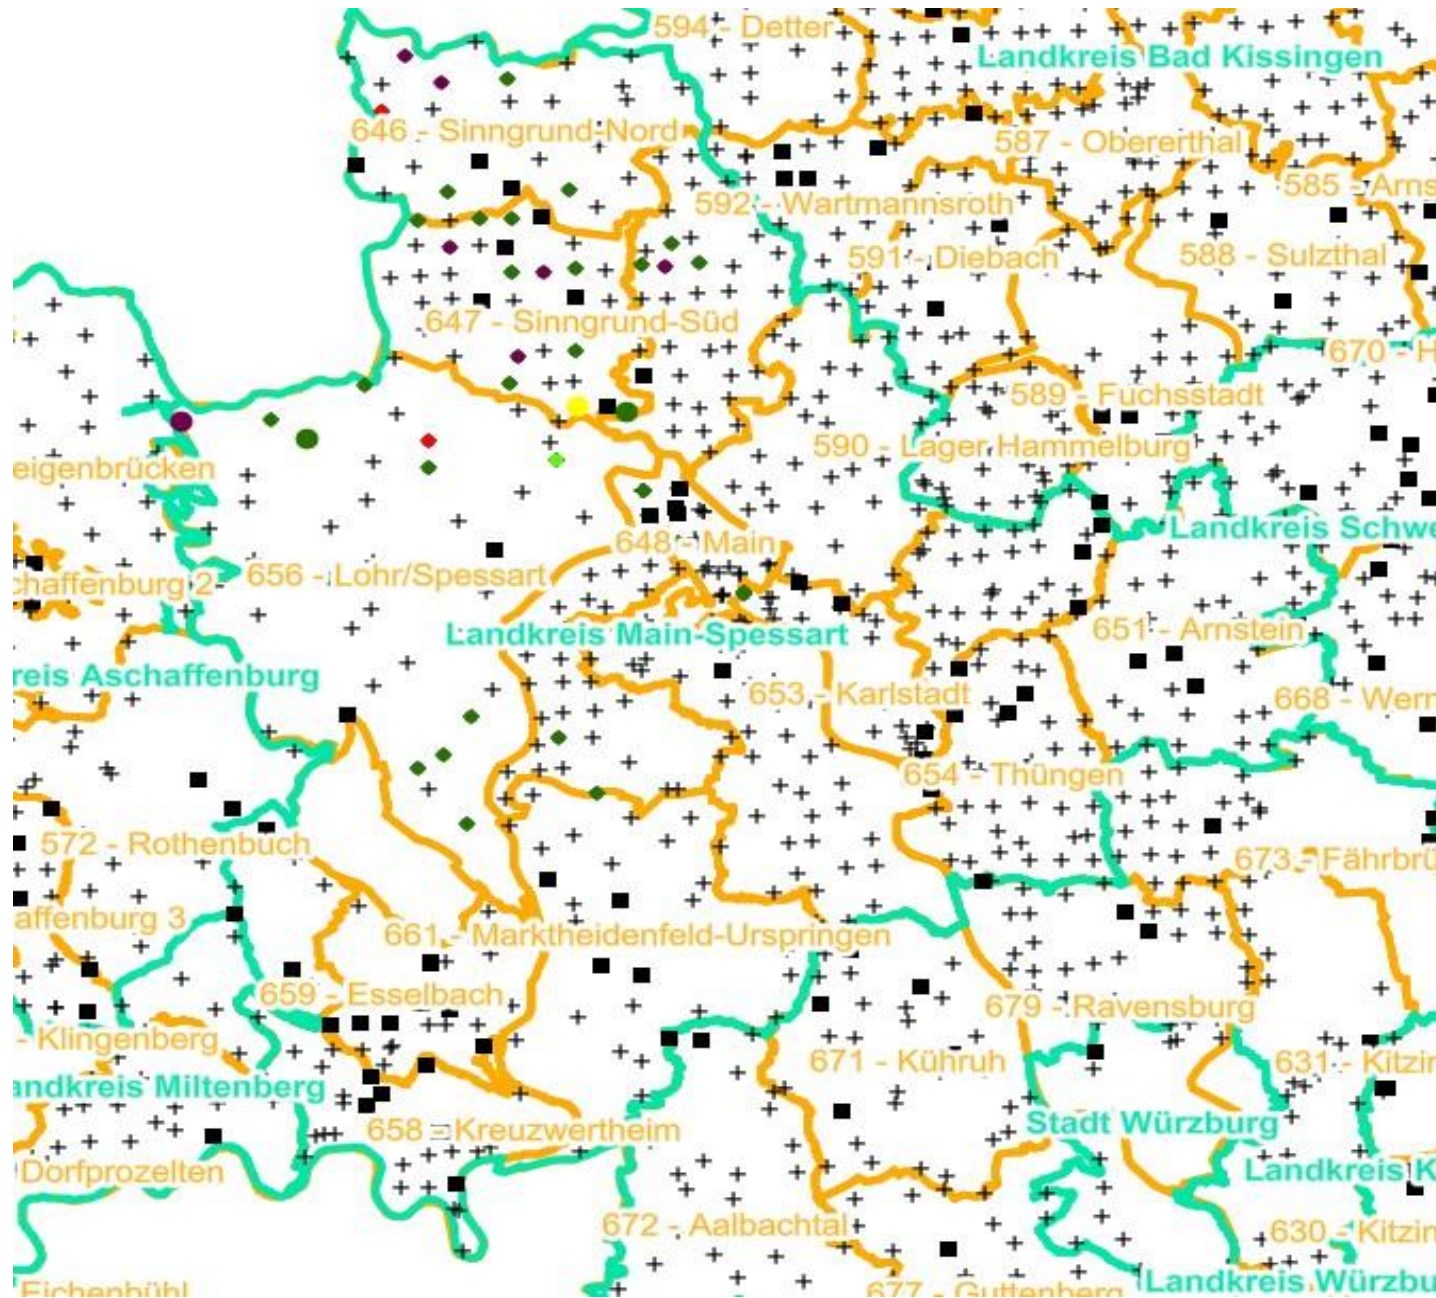 594 - Detter
Landkreis Bad Kissingen
646 - Sinngrund-Nord
587 - Obererthal
585 - Arns
592 - Wartmannsroth
591 - Diebach
588 - Sulzthal
647 - Sinngrund-Süd
670 - H
589 - Fuchsstadt
590 - Lager Hammelburg
eigenbrücken
Landkreis Schwe
648 - Main
656 - Lohr/Spessart
chaffenburg 2
651 - Arnstein
Landkreis Main-Spessart
reis Aschaffenburg
653 - Karlstadt
668 - Wern
654 - Thüngen
572 - Rothenbuch
673 - Fährbrü
affenburg 3
661 - Marktheidenfeld-Urspringen
659 - Esselbach
679 - Ravensburg
- Klingenberg
671 - Kühruh
631 - Kitzin
andkreis Miltenberg
Stadt Würzburg
658 - Kreuzwertheim
Dorfprozelten
Landkreis K
672 - Aalbachtal
630 - Kitzin
Eichenbühl
677 - Guttenberg
Landkreis Würzbu